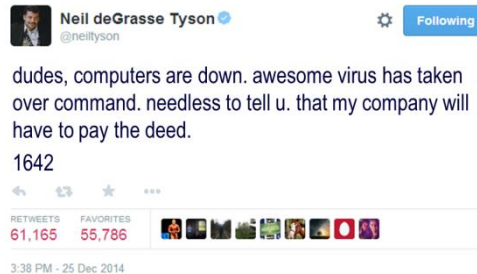 Neil deGrasse Tyson
@neiltyson
Following
dudes, computers are down. awesome virus has taken
over command. needless to tell u. that my company will
have to pay the deed.
1642
RETWEETS FAVORITES
61,165 55,786
3:38 PM - 25 Dec 2014